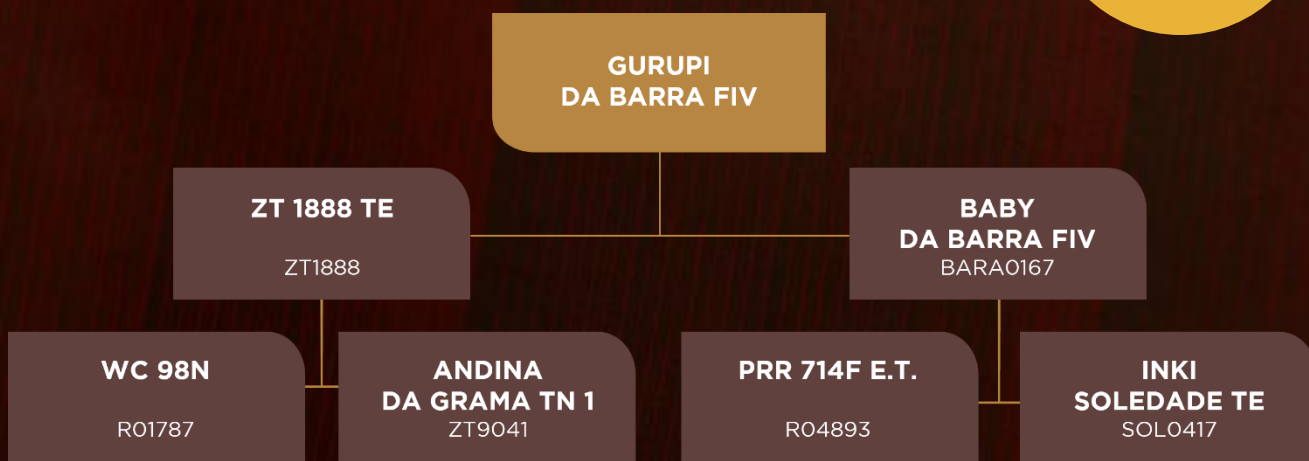 GURUPI
DA BARRA FIV
ZT 1888 TE
ZT1888
BABY
DA BARRA FIV
BARA0167
WC 98N
R01787
ANDINA
DA GRAMA TN 1
ZT9041
PRR 714F E.T.
R04893
INKI
SOLEDADE TE
SOL0417